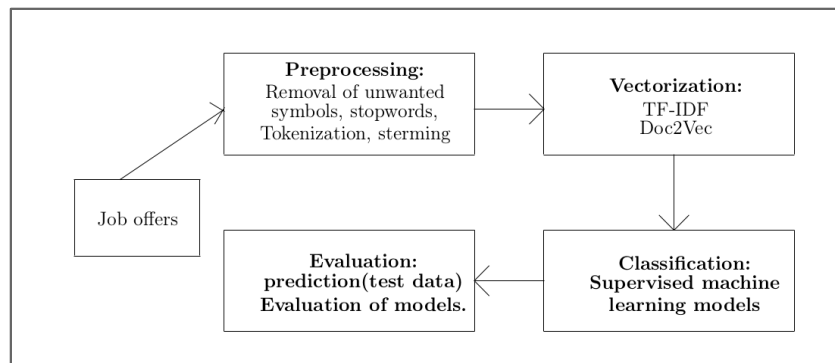 Job offers
Preprocessing:
Removal of unwanted
symbols, stopwords,
Tokenization, sterming
Vectorization:
TF-IDF
Doc2Vec
Classification:
Supervised machine
learning models
Evaluation:
prediction(test data)
Evaluation of models.